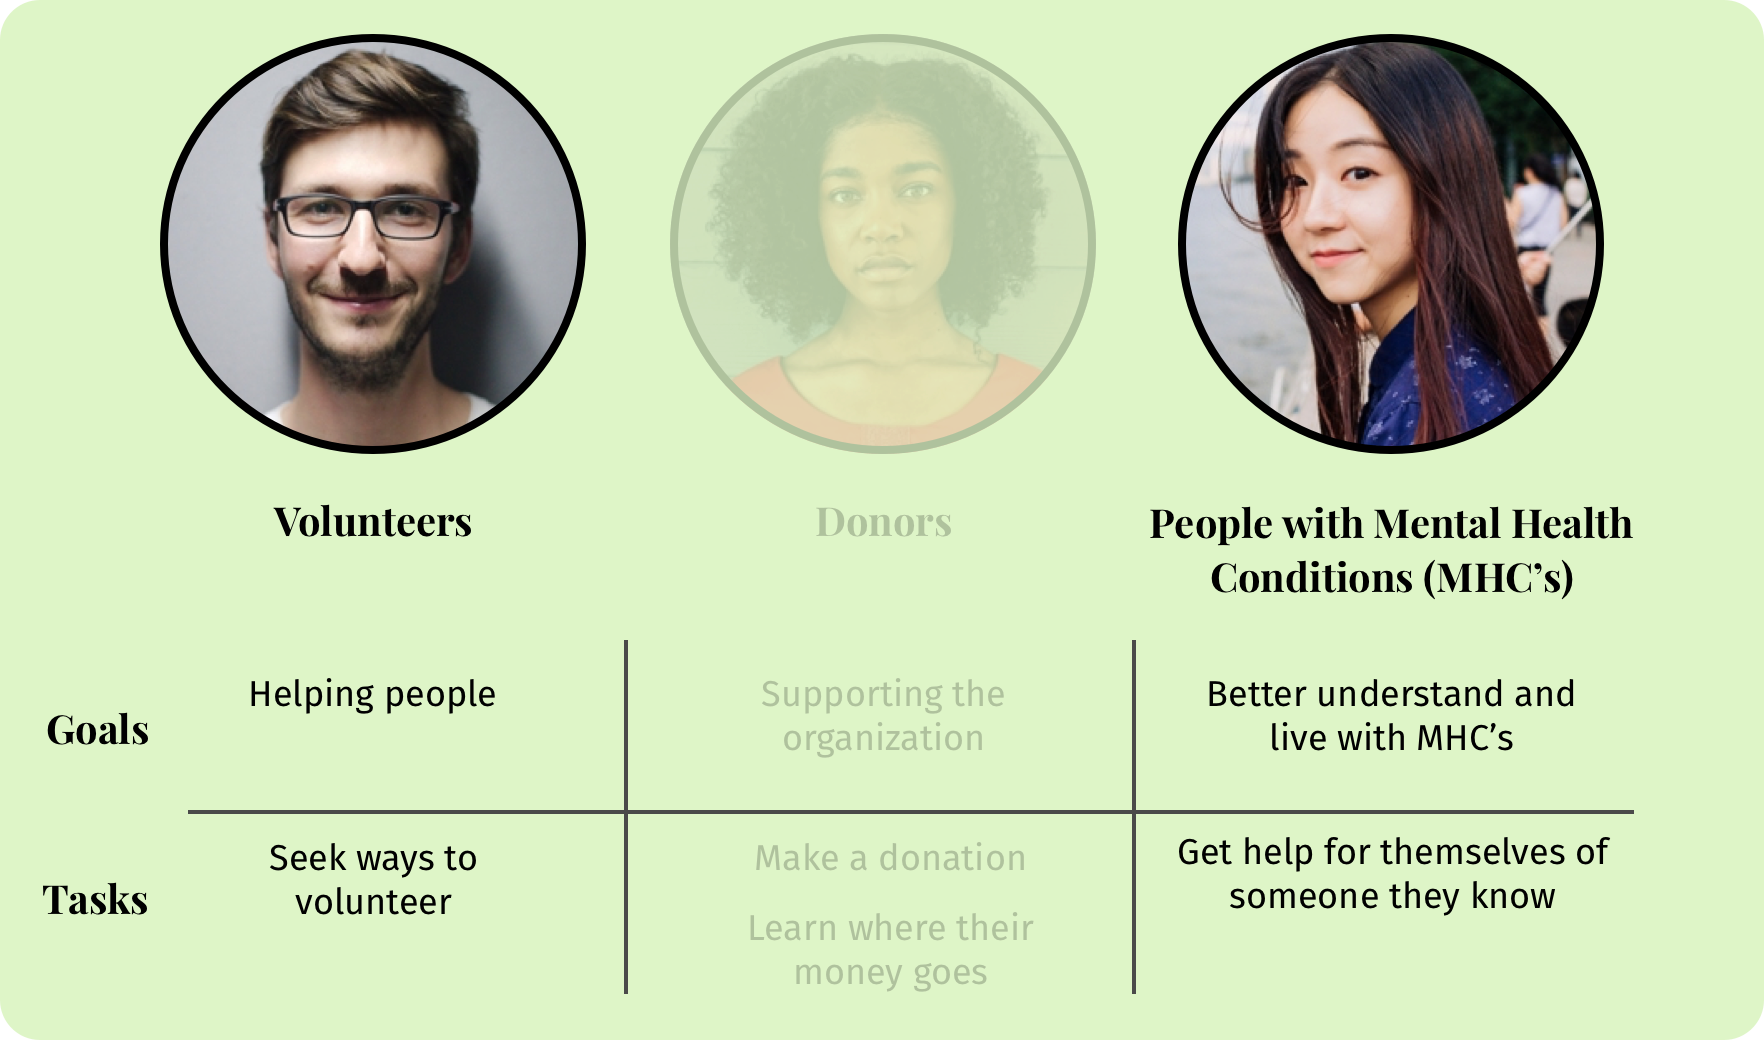 Volunteers
Donors
People with Mental Health
Conditions (MHC’s)
Goals
Helping people
Supporting the
organization
Better understand and
live with MHC’s
Tasks
Seek ways to
volunteer
Make a donation
Learn where their
money goes
Get help for themselves of
someone they know